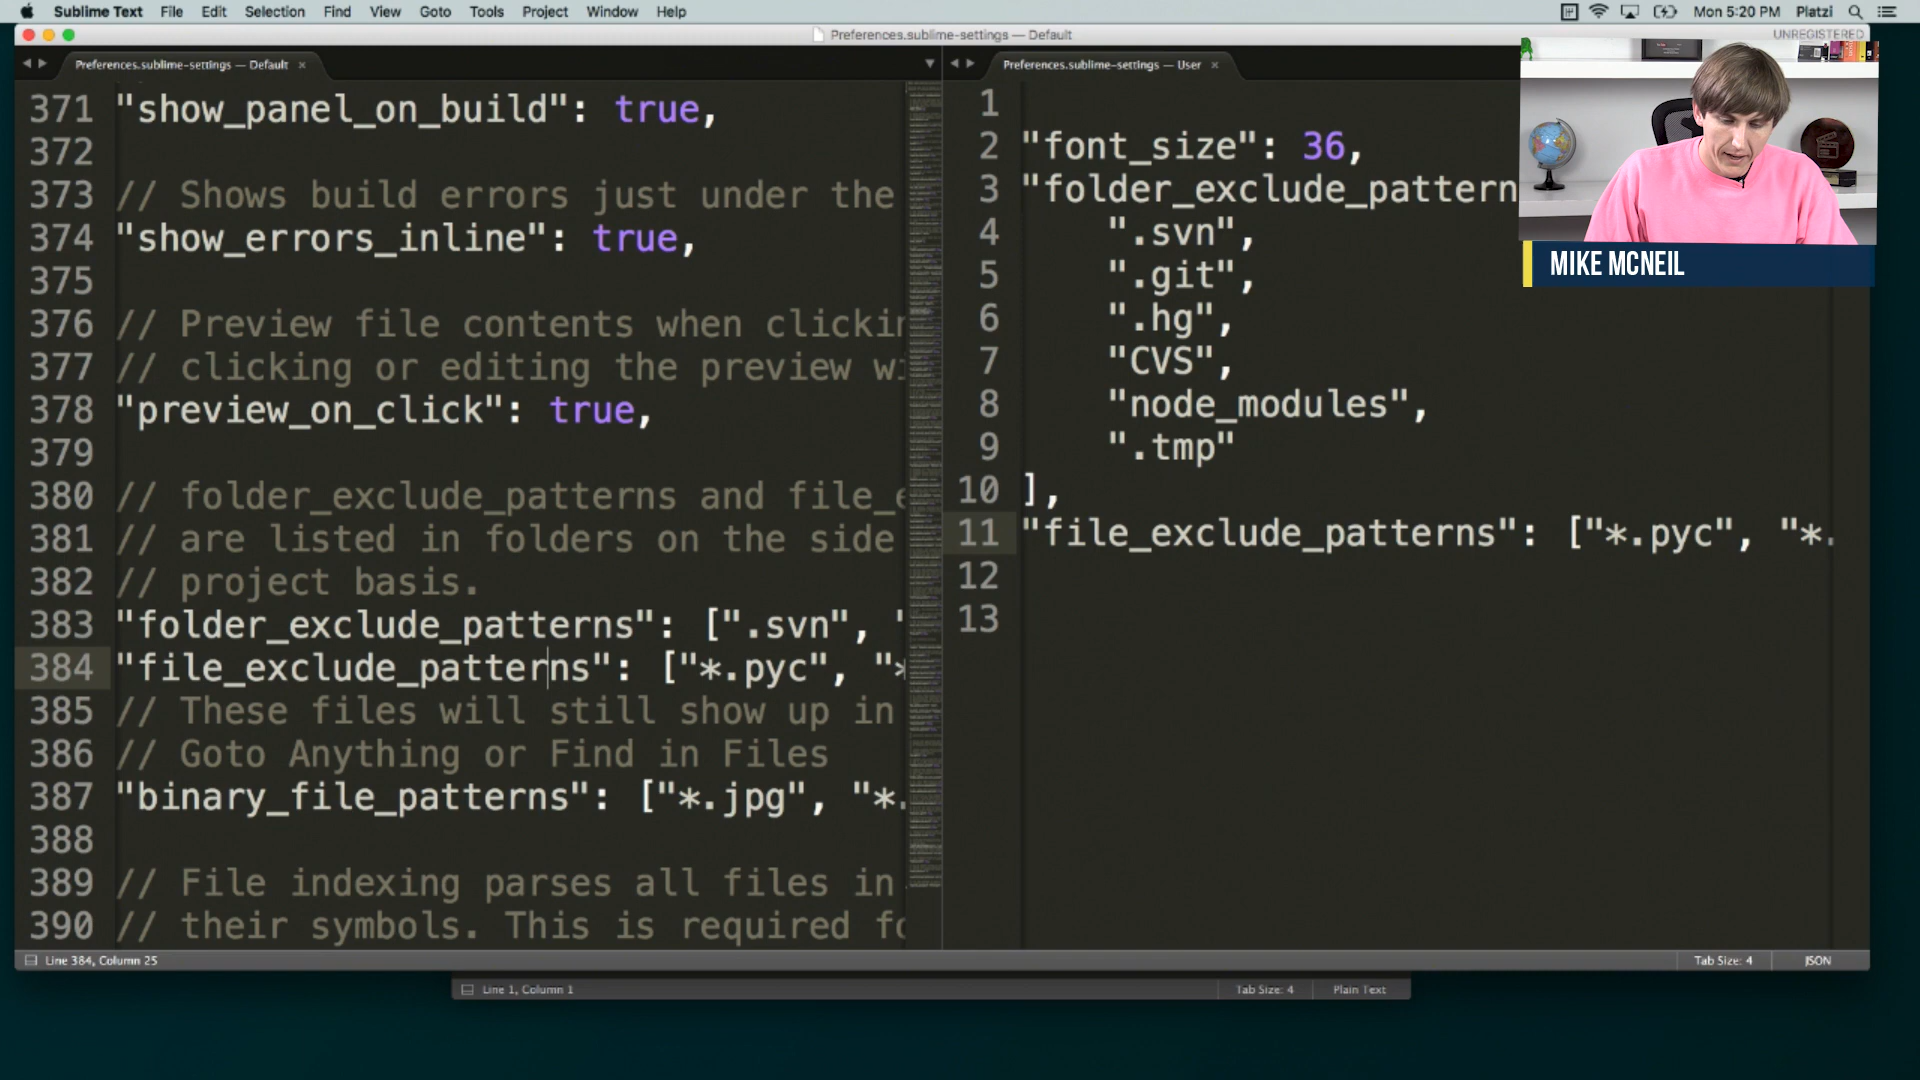 Sublime Text File Edit Selection Find View Goto Tools Project Window Help Mon 5:20 PM Platzi
Preferences.sublime-settings — Default
UNREGISTERED
Preferences.sublime-settings — Default
371 "show_panel_on_build": true,
372
373 // Shows build errors just under the
374 "show_errors_inline": true,
375
376 // Preview file contents when clickin
377 // clicking or editing the preview wi
378 "preview_on_click": true,
379
380 // folder_exclude_patterns and file_e
381 // are listed in folders on the side
382 // project basis.
383 "folder_exclude_patterns": [".svn", "
384 "file_exclude_patterns": ["*.pyc", "*
385 // These files will still show up in
386 // Goto Anything or Find in Files
387 "binary_file_patterns": ["*.jpg", "*.
388
389 // File indexing parses all files in
390 // their symbols. This is required fo
Preferences.sublime-settings — User
1
2 "font_size": 36,
3 "folder_exclude_pattern
4 ".svn",
5 ".git",
6 ".hg",
7 "CVS",
8 "node_modules",
9 ".tmp"
10 ],
11 "file_exclude_patterns": ["*.pyc", "*.
12
13
MIKE MCNEIL
Line 384, Column 25
Tab Size: 4 JSON
Line 1, Column 1
Tab Size: 4 Plain Text